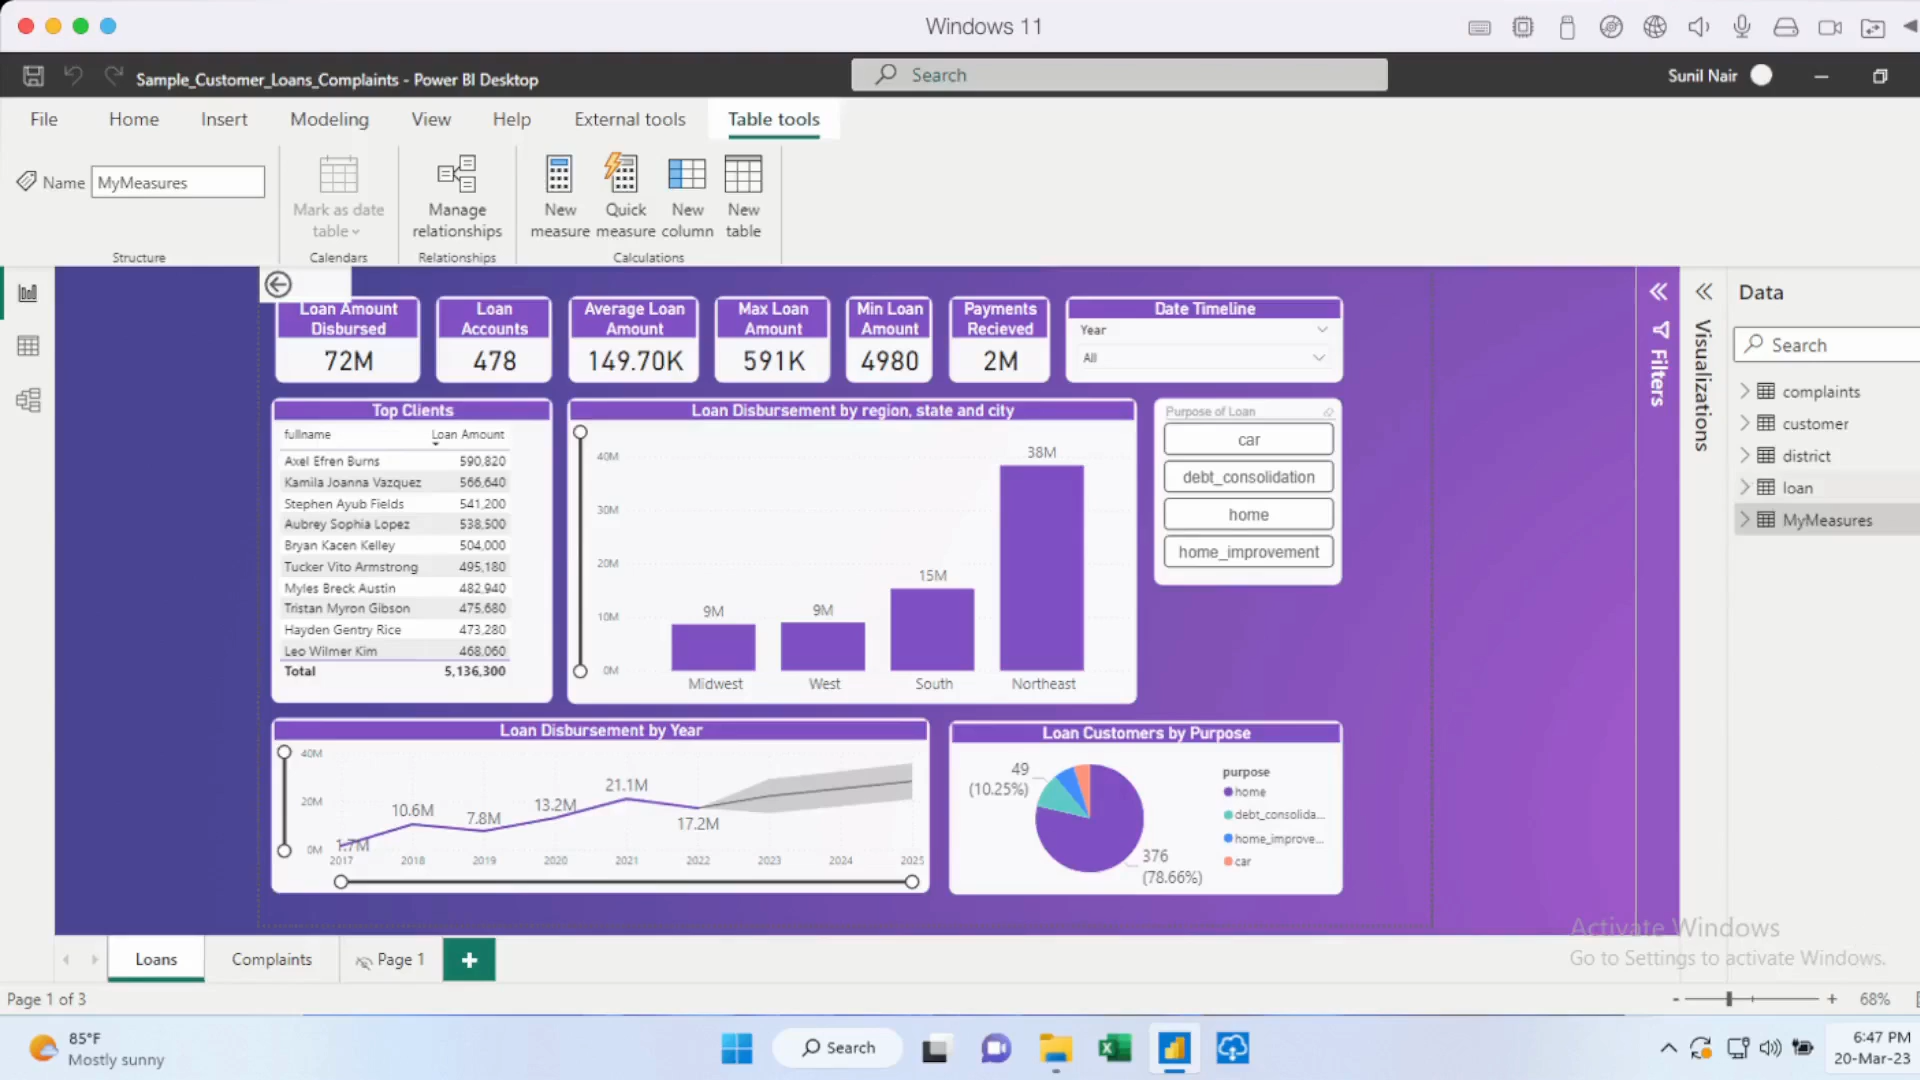 Windows 11
Sample_Customer_Loans_Complaints - Power BI Desktop
Search
Sunil Nair
File
Home
Insert
Modeling
View
Help
External tools
Table tools
Name
MyMeasures
Mark as date
table
Manage
relationships
New
measure
Quick
measure
New
column
New
table
Structure
Calendars
Relationships
Calculations
Loan Amount
Disbursed
72M
Loan
Accounts
478
Average Loan
Amount
149.70K
Max Loan
Amount
591K
Min Loan
Amount
4980
Payments
Recieved
2M
Date Timeline
Year
All
Top Clients
fullname Loan Amount
Axel Efren Burns 590,820
Kamila Joanna Vazquez 566,640
Stephen Ayub Fields 541,200
Aubrey Sophia Lopez 538,500
Bryan Kacen Kelley 504,000
Tucker Vito Armstrong 495,180
Myles Breck Austin 482,940
Tristan Myron Gibson 475,680
Hayden Gentry Rice 473,280
Leo Wilmer Kim 468,060
Total 5,136,300
Loan Disbursement by region, state and city
40M
30M
20M
10M
0M
9M
9M
15M
38M
Midwest
West
South
Northeast
Purpose of Loan
car
debt_consolidation
home
home_improvement
Loan Disbursement by Year
40M
20M
0M
1.7M
10.6M
7.8M
13.2M
21.1M
17.2M
2017
2018
2019
2020
2021
2022
2023
2024
2025
Loan Customers by Purpose
49
(10.25%)
376
(78.66%)
purpose
home
debt_consolida...
home_improve...
car
Filters
Visualizations
Data
Search
complaints
customer
district
loan
MyMeasures
Activate Windows
Go to Settings to activate Windows.
Loans
Complaints
Page 1
+
Page 1 of 3
- + 68%
85°F
Mostly sunny
Search
6:47 PM
20-Mar-23